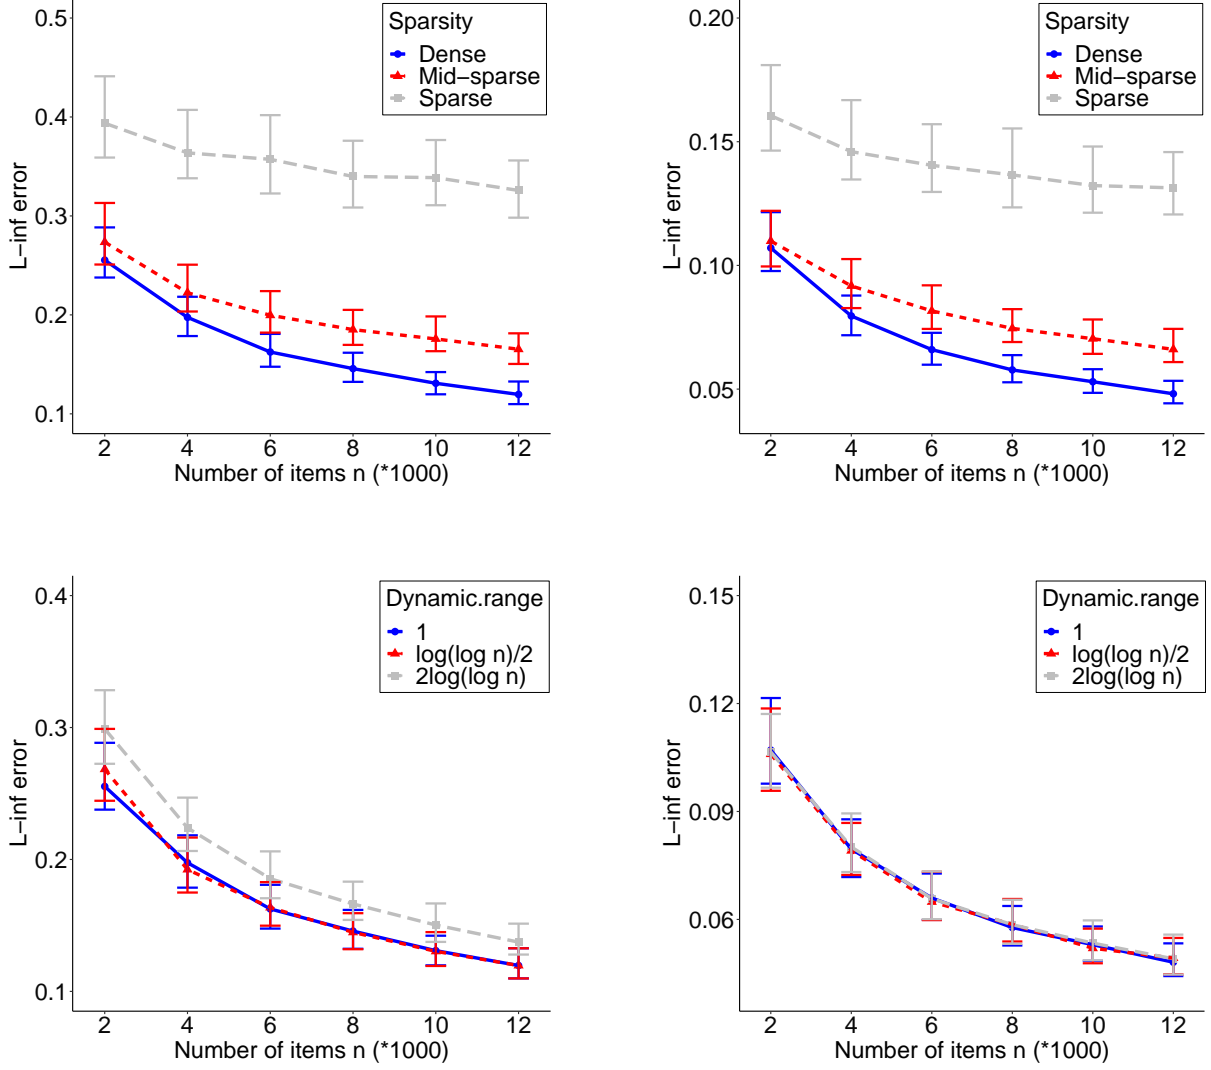 0.5
0.4
0.3
0.2
0.1
L−inf error
Sparsity
Dense
Mid−sparse
Sparse
2 4 6 8 10 12
Number of items n (*1000)
0.20
0.15
0.10
0.05
L−inf error
Sparsity
Dense
Mid−sparse
Sparse
2 4 6 8 10 12
Number of items n (*1000)
0.4
0.3
0.2
0.1
L−inf error
Dynamic.range
1
log(log n)/2
2log(log n)
2 4 6 8 10 12
Number of items n (*1000)
0.15
0.12
0.09
0.06
L−inf error
Dynamic.range
1
log(log n)/2
2log(log n)
2 4 6 8 10 12
Number of items n (*1000)